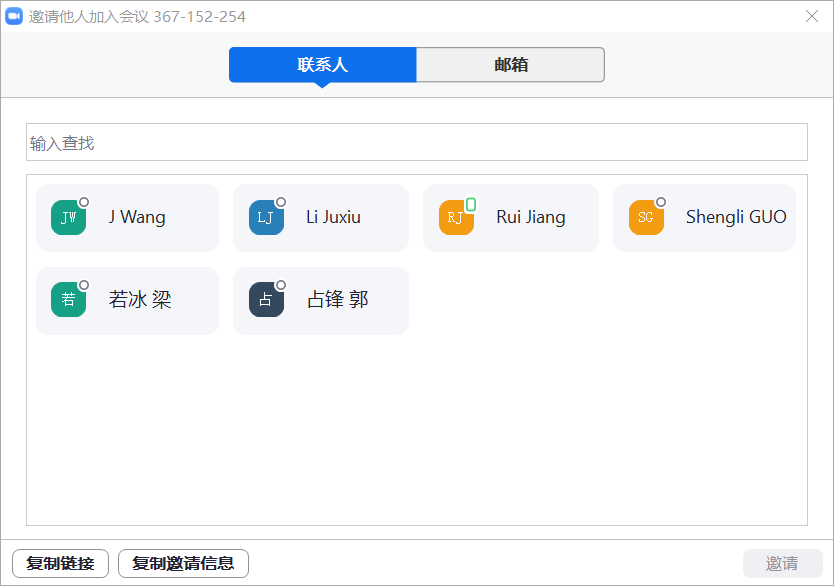 邀请他人加入会议 367-152-254
联系人 邮箱
输入查找
JW J Wang LJ Li Juxiu RJ Rui Jiang SG Shengli GUO
若 若冰 梁 占 占锋 郭
复制链接 复制邀请信息 邀请